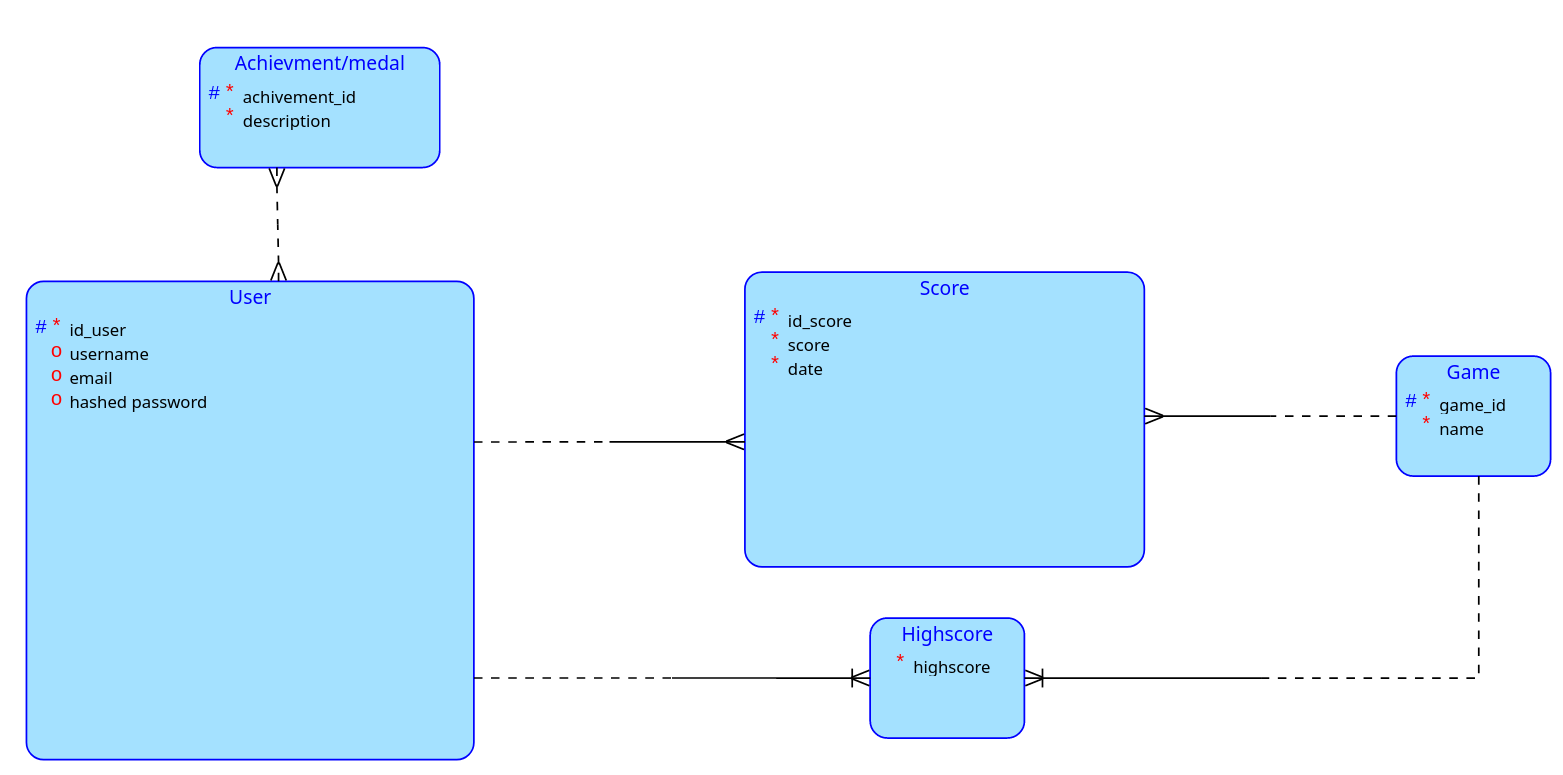 Achievment/medal
# * achivement_id
* description
User
# * id_user
o username
o email
o hashed password
Score
# * id_score
* score
* date
Game
# * game_id
* name
Highscore
* highscore